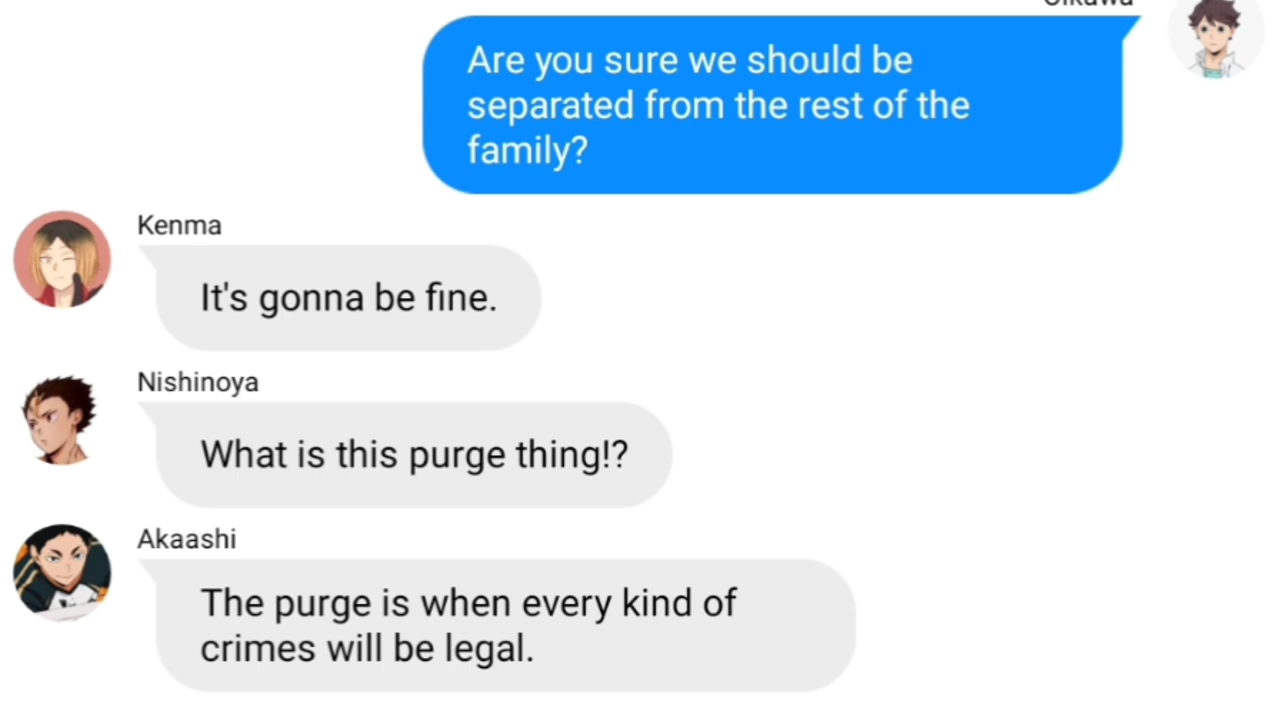 Oikawa
Are you sure we should be
separated from the rest of the
family?
Kenma
It's gonna be fine.
Nishinoya
What is this purge thing!?
Akaashi
The purge is when every kind of
crimes will be legal.